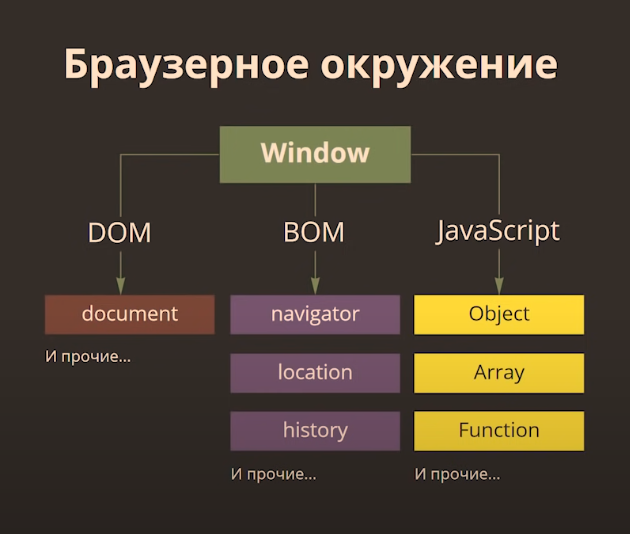 Браузерное окружение
Window
DOM
BOM
JavaScript
document
navigator
Object
И прочие...
location
Array
history
Function
И прочие...
И прочие...